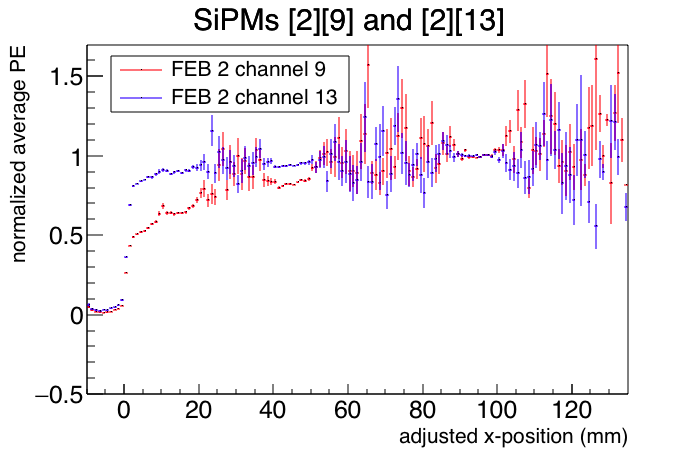 SiPMs [2][9] and [2][13]
normalized average PE
FEB 2 channel 9
FEB 2 channel 13
1.5
1
0.5
0
−0.5
0 20 40 60 80 100 120
adjusted x-position (mm)